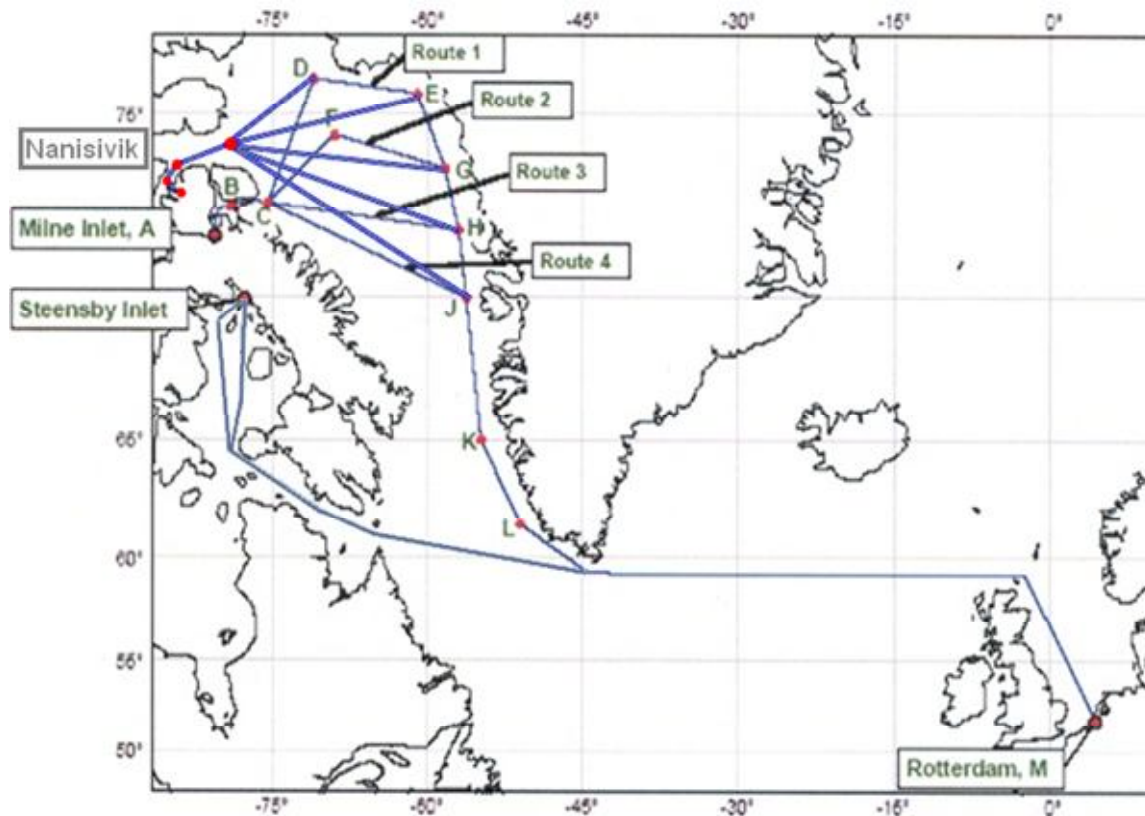 -75°
-60°
-45°
-30°
-15°
0°
Route 1
D
E
75°
Route 2
F
Nanisivik
G
Route 3
B
C
Milne Inlet, A
H
Route 4
Steensby Inlet
J
65°
K
L
60°
55°
50°
Rotterdam, M
-75°
-60°
-45°
-30°
-15°
0°